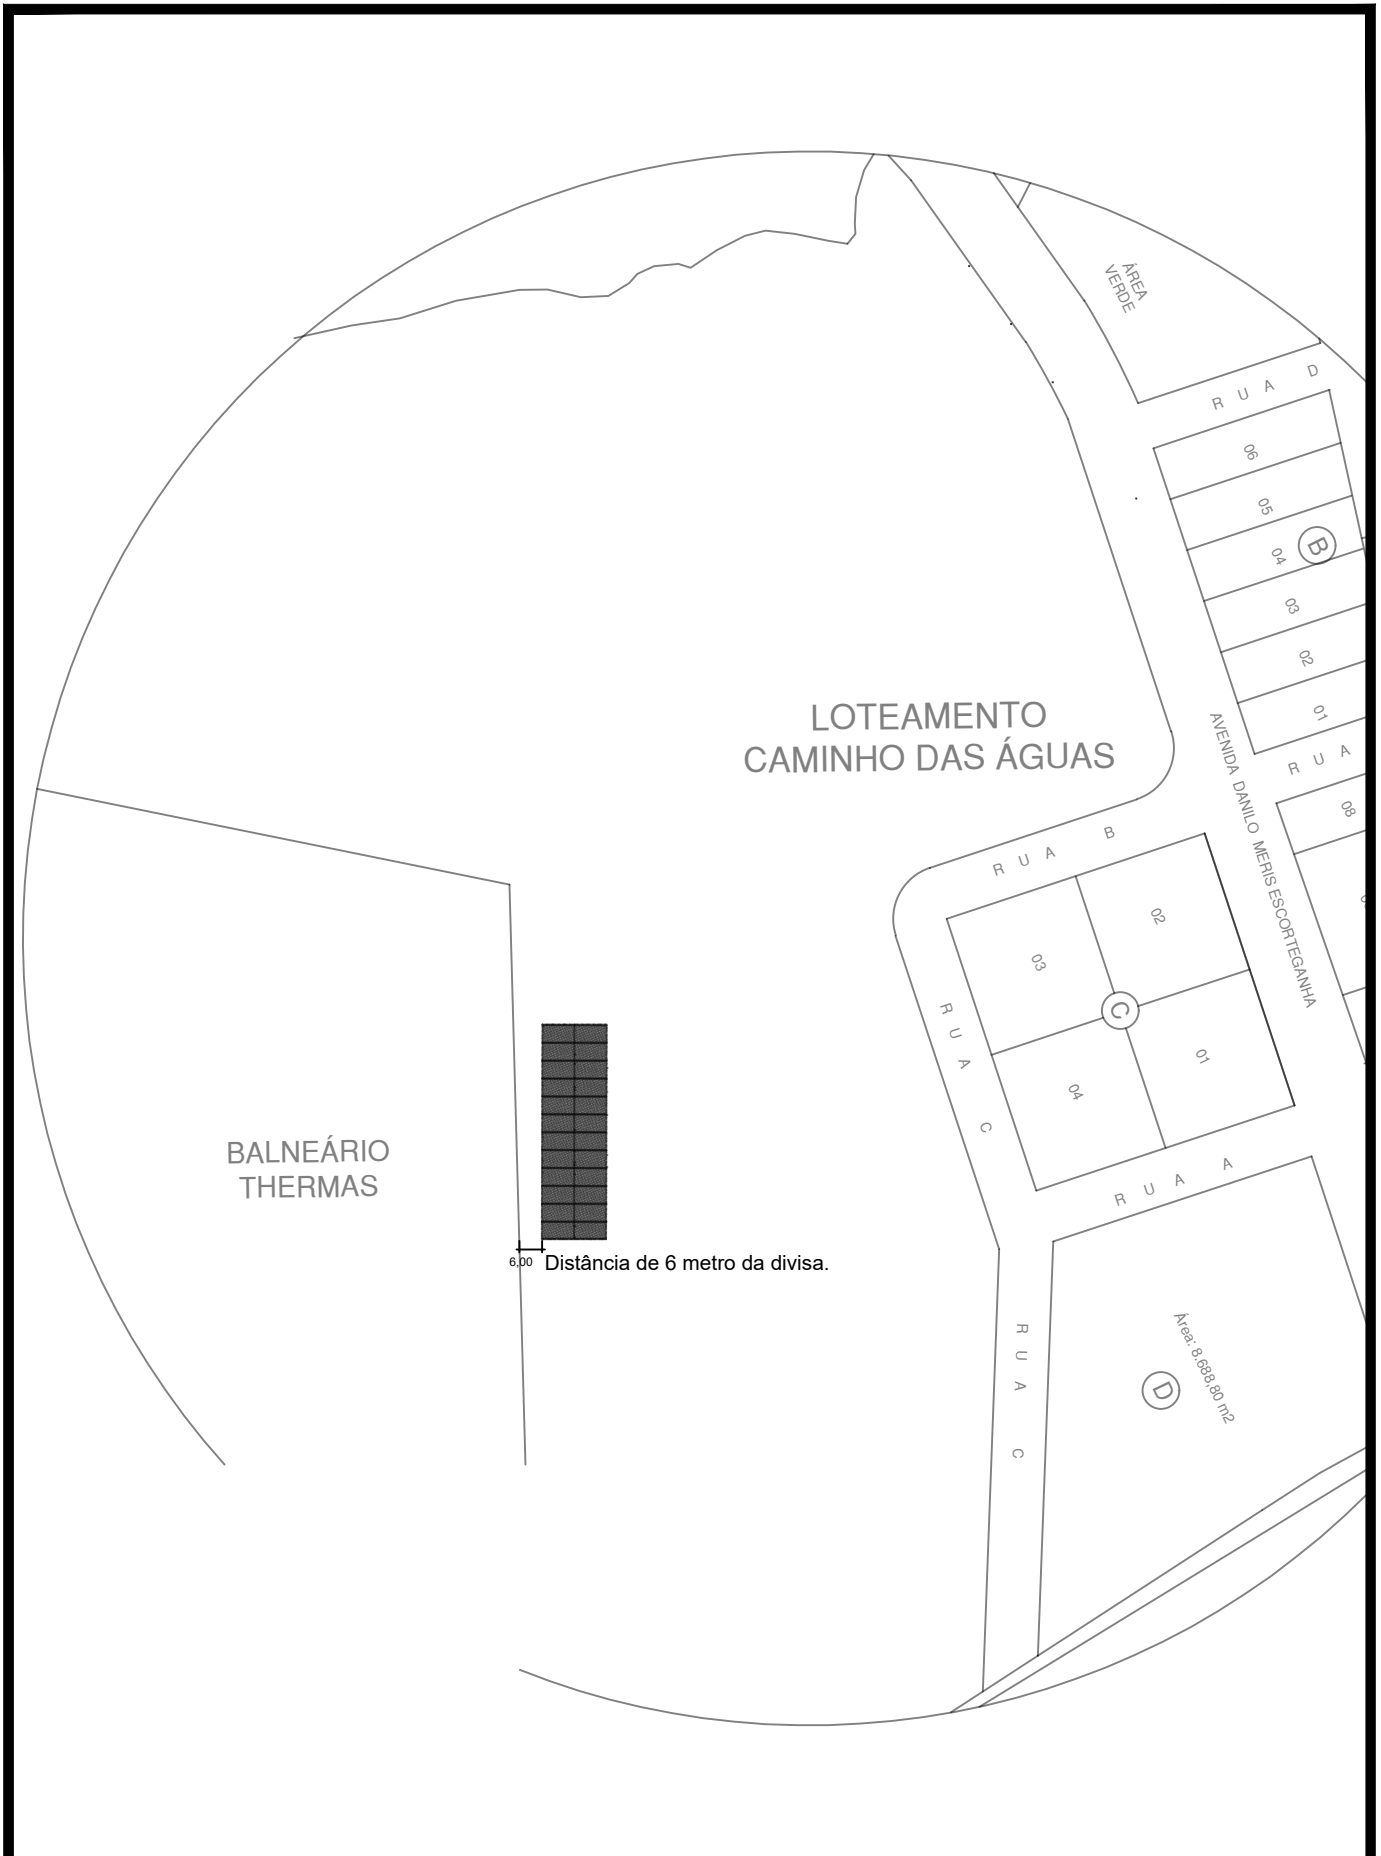 ÁREA
VERDE
RUA D
06
05
04
B
03
02
01
RUA
LOTEAMENTO
CAMINHO DAS ÁGUAS
AVENIDA DANILO MERIS ESCORTEGANHA
08
RUA B
02
03
C
01
04
RUA C
RUA A
BALNEÁRIO
THERMAS
6,00
Distância de 6 metro da divisa.
RUA C
Área: 8.688,80 m2
D